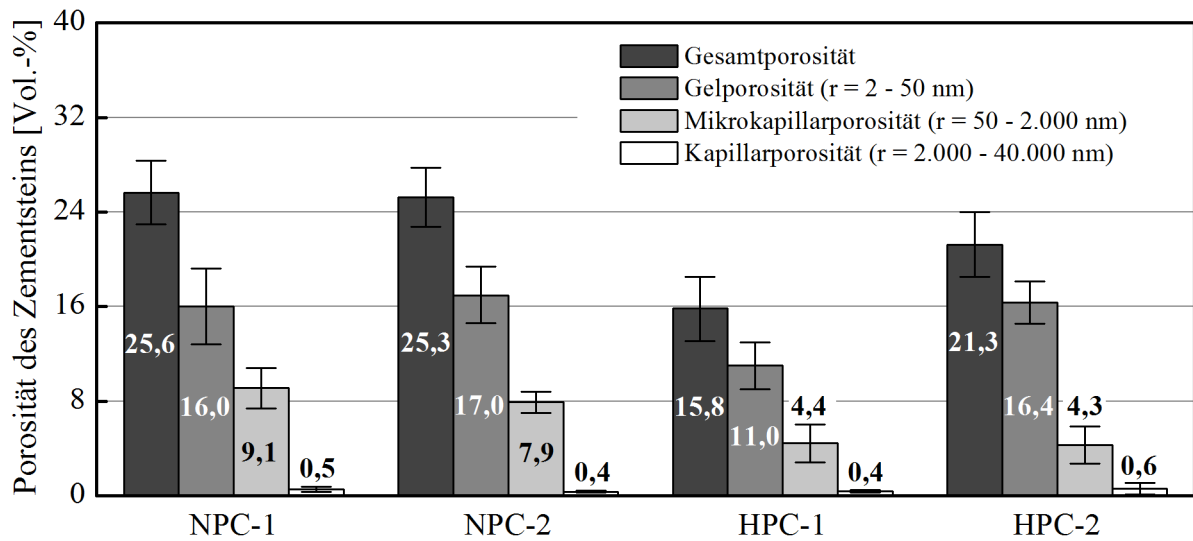 Porosität des Zementsteins [Vol.-%]
40
32
24
16
8
0
Gesamtporosität
Gelporosität (r = 2 - 50 nm)
Mikrokapillarporosität (r = 50 - 2.000 nm)
Kapillarporosität (r = 2.000 - 40.000 nm)
25,6
16,0
9,1
0,5
25,3
17,0
7,9
0,4
15,8
11,0
4,4
0,4
21,3
16,4
4,3
0,6
NPC-1
NPC-2
HPC-1
HPC-2